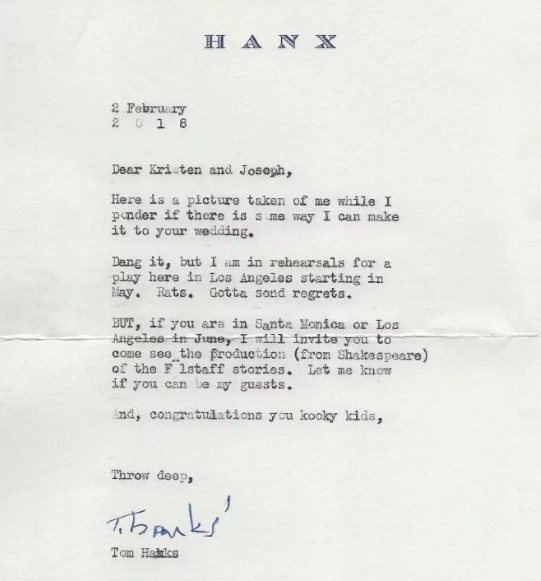 HANX
2 February
2 0 1 8
Dear Kristen and Joseph,
Here is a picture taken of me while I
ponder if there is some way I can make
it to your wedding.
Dang it, but I am in rehearsals for a
play here in Los Angeles starting in
May. Rats. Gotta send regrets.
BUT, if you are in Santa Monica or Los
Angeles in June, I will invite you to
come see the production (from Shakespeare)
of the F lstaff stories. Let me know
if you can be my guests.
And, congratulations you kooky kids,
Throw deep,
T. Hanks
Tom Hanks